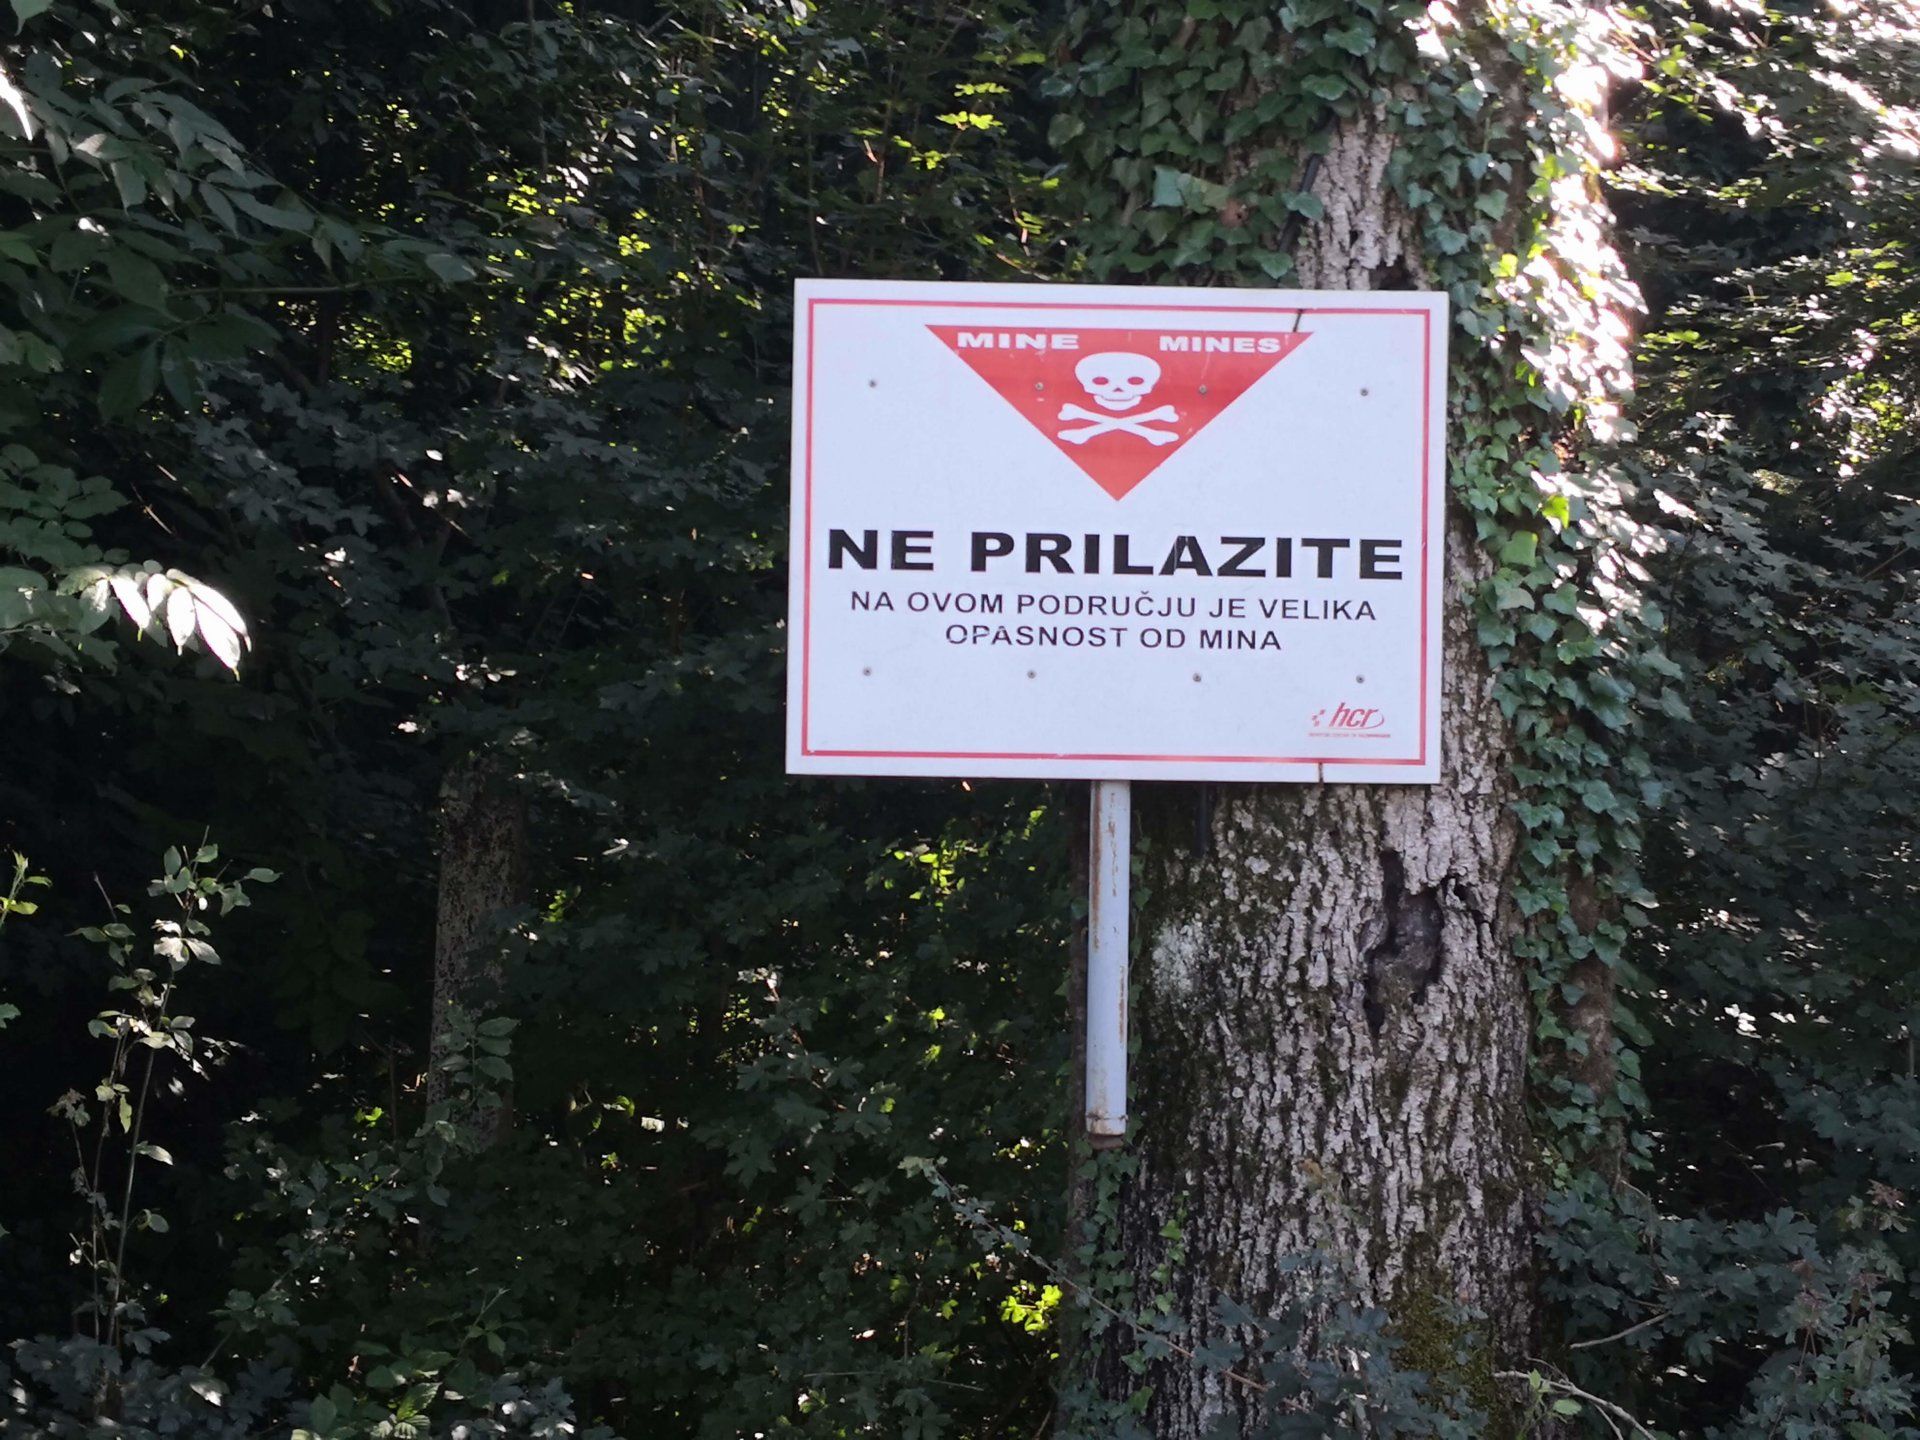 MINE MINES
NE PRILAZITE
NA OVOM PODRUČJU JE VELIKA
OPASNOST OD MINA
hcr